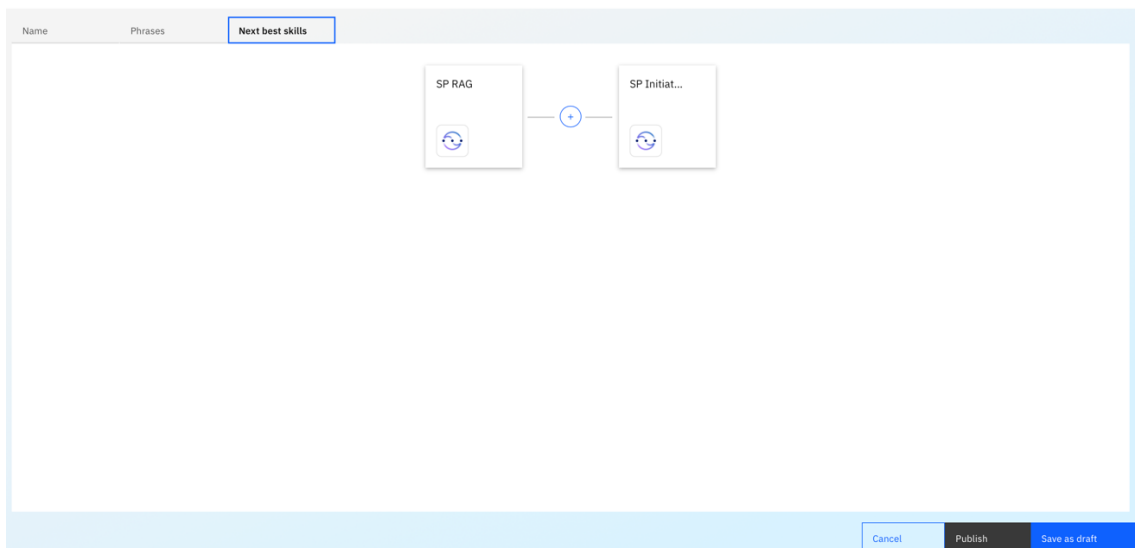 Name
Phrases
Next best skills
SP RAG
SP Initiat...
+
Cancel
Publish
Save as draft